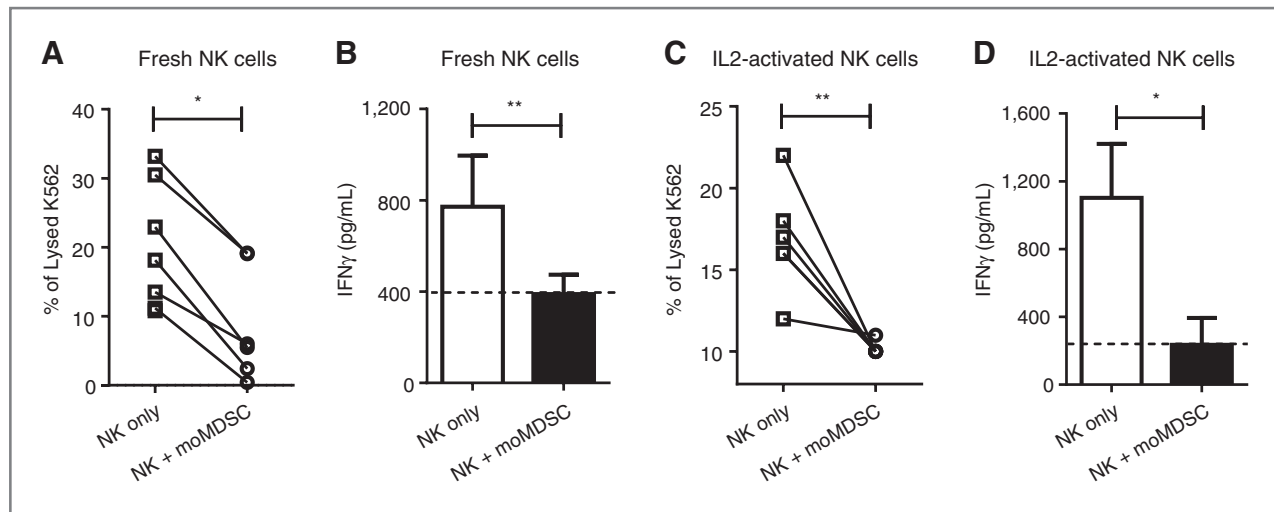 A
Fresh NK cells
*
% of Lysed K562
40
30
20
10
0
NK only
NK + moMDSC
B
Fresh NK cells
**
IFNγ (pg/mL)
1,200
800
400
0
NK only
NK + moMDSC
C
IL2-activated NK cells
**
% of Lysed K562
25
20
15
10
NK only
NK + moMDSC
D
IL2-activated NK cells
*
IFNγ (pg/mL)
1,600
1,200
800
400
0
NK only
NK + moMDSC